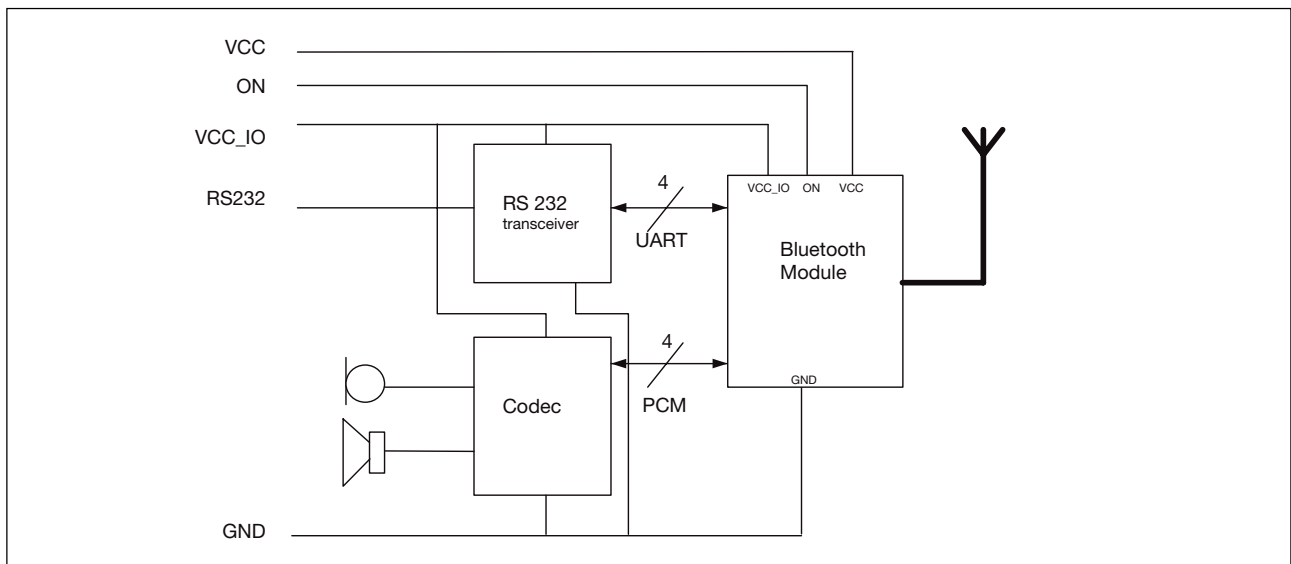 VCC
ON
VCC_IO
RS232
RS 232
transceiver
4
UART
VCC_IO ON VCC
Bluetooth
Module
4
PCM
GND
Codec
GND